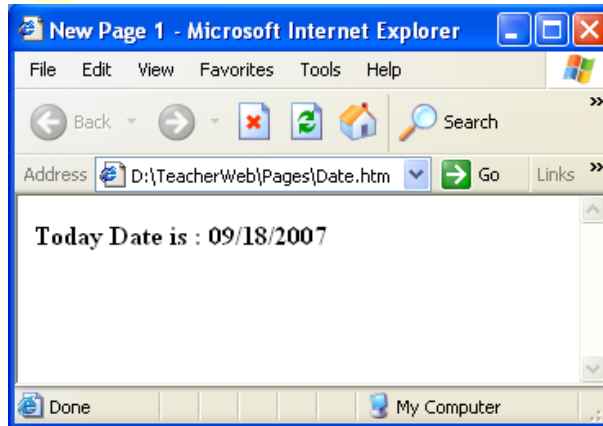 New Page 1 - Microsoft Internet Explorer
File Edit View Favorites Tools Help
Back Search »
Address D:\TeacherWeb\Pages\Date.htm Go Links »
Today Date is : 09/18/2007
Done My Computer